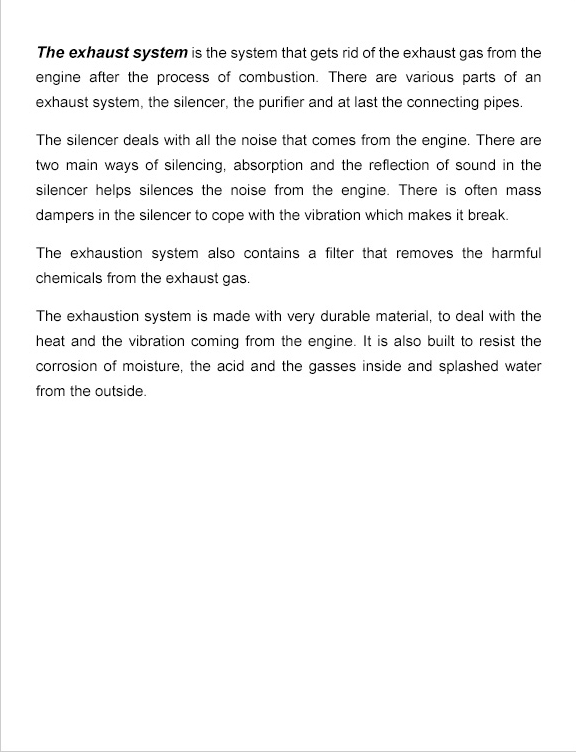 The exhaust system is the system that gets rid of the exhaust gas from the
engine after the process of combustion. There are various parts of an
exhaust system, the silencer, the purifier and at last the connecting pipes.
The silencer deals with all the noise that comes from the engine. There are
two main ways of silencing, absorption and the reflection of sound in the
silencer helps silences the noise from the engine. There is often mass
dampers in the silencer to cope with the vibration which makes it break.
The exhaustion system also contains a filter that removes the harmful
chemicals from the exhaust gas.
The exhaustion system is made with very durable material, to deal with the
heat and the vibration coming from the engine. It is also built to resist the
corrosion of moisture, the acid and the gasses inside and splashed water
from the outside.